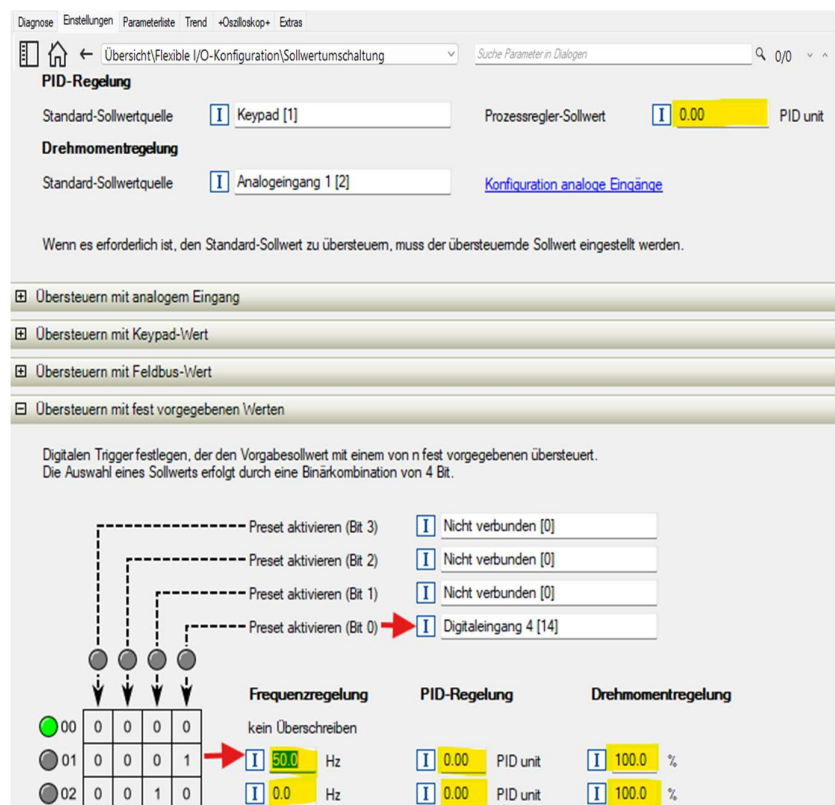 Diagnose Einstellungen Parameterliste Trend +Oszilloskop+ Extras
Übersicht\Flexible I/O-Konfiguration\Sollwertumschaltung Suche Parameter in Dialogen 0/0
PID-Regelung
Standard-Sollwertquelle I Keypad [1] Prozessregler-Sollwert I 0.00 PID unit
Drehmomentregelung
Standard-Sollwertquelle I Analogeingang 1 [2] Konfiguration analoge Eingänge
Wenn es erforderlich ist, den Standard-Sollwert zu übersteuern, muss der übersteuernde Sollwert eingestellt werden.
Übersteuern mit analogem Eingang
Übersteuern mit Keypad-Wert
Übersteuern mit Feldbus-Wert
Übersteuern mit fest vorgegebenen Werten
Digitalen Trigger festlegen, der den Vorgabesollwert mit einem von n fest vorgegebenen übersteuert.
Die Auswahl eines Sollwerts erfolgt durch eine Binärkombination von 4 Bit.
Preset aktivieren (Bit 3) I Nicht verbunden [0]
Preset aktivieren (Bit 2) I Nicht verbunden [0]
Preset aktivieren (Bit 1) I Nicht verbunden [0]
Preset aktivieren (Bit 0) I Digitaleingang 4 [14]
Frequenzregelung PID-Regelung Drehmomentregelung
00 0 0 0 0 kein Überschreiben
01 0 0 0 1 I 50.0 Hz I 0.00 PID unit I 100.0 %
02 0 0 1 0 I 0.0 Hz I 0.00 PID unit I 100.0 %